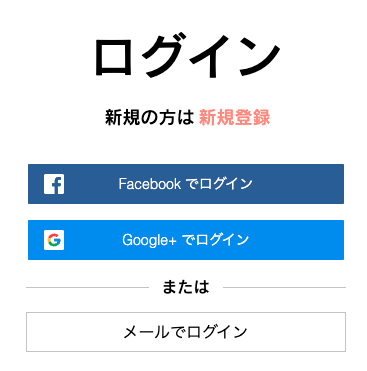 ログイン
新規の方は 新規登録
Facebook でログイン
Google+ でログイン
または
メールでログイン